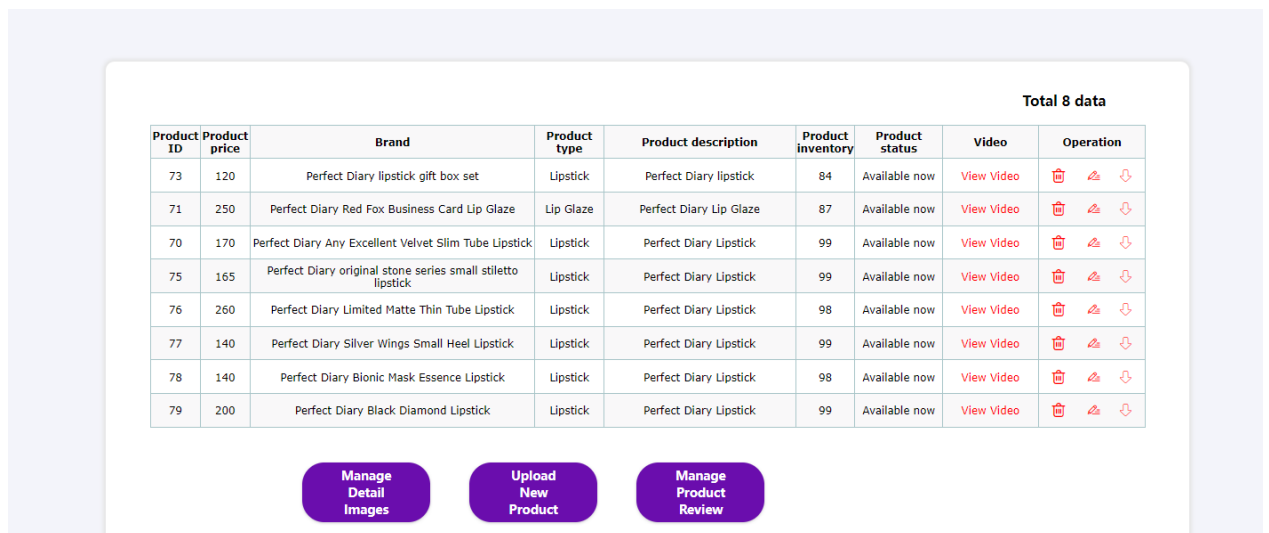 Total 8 data
Product ID Product price Brand Product type Product description Product inventory Product status Video Operation
73 120 Perfect Diary lipstick gift box set Lipstick Perfect Diary lipstick 84 Available now View Video
71 250 Perfect Diary Red Fox Business Card Lip Glaze Lip Glaze Perfect Diary Lip Glaze 87 Available now View Video
70 170 Perfect Diary Any Excellent Velvet Slim Tube Lipstick Lipstick Perfect Diary Lipstick 99 Available now View Video
75 165 Perfect Diary original stone series small stiletto lipstick Lipstick Perfect Diary Lipstick 99 Available now View Video
76 260 Perfect Diary Limited Matte Thin Tube Lipstick Lipstick Perfect Diary Lipstick 98 Available now View Video
77 140 Perfect Diary Silver Wings Small Heel Lipstick Lipstick Perfect Diary Lipstick 99 Available now View Video
78 140 Perfect Diary Bionic Mask Essence Lipstick Lipstick Perfect Diary Lipstick 98 Available now View Video
79 200 Perfect Diary Black Diamond Lipstick Lipstick Perfect Diary Lipstick 99 Available now View Video
Manage
Detail
Images
Upload
New
Product
Manage
Product
Review